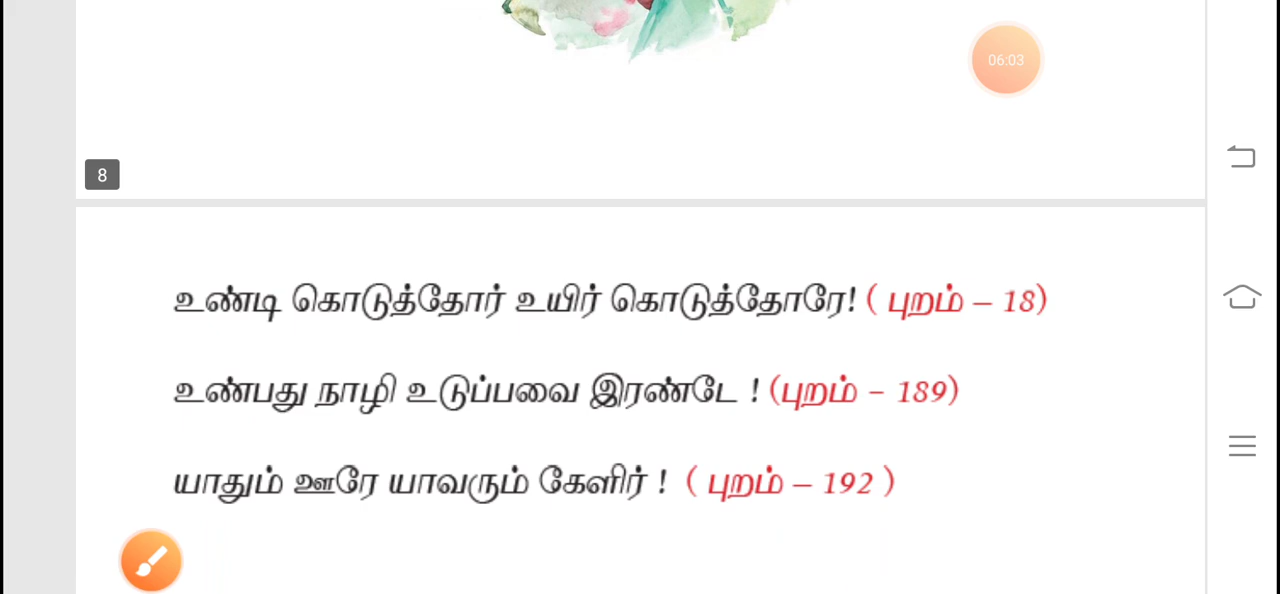 06:03
8
உண்டி கொடுத்தோர் உயிர் கொடுத்தோரே! ( புறம் – 18)
உண்பது நாழி உடுப்பவை இரண்டே ! (புறம் - 189)
யாதும் ஊரே யாவரும் கேளிர் ! ( புறம் – 192 )